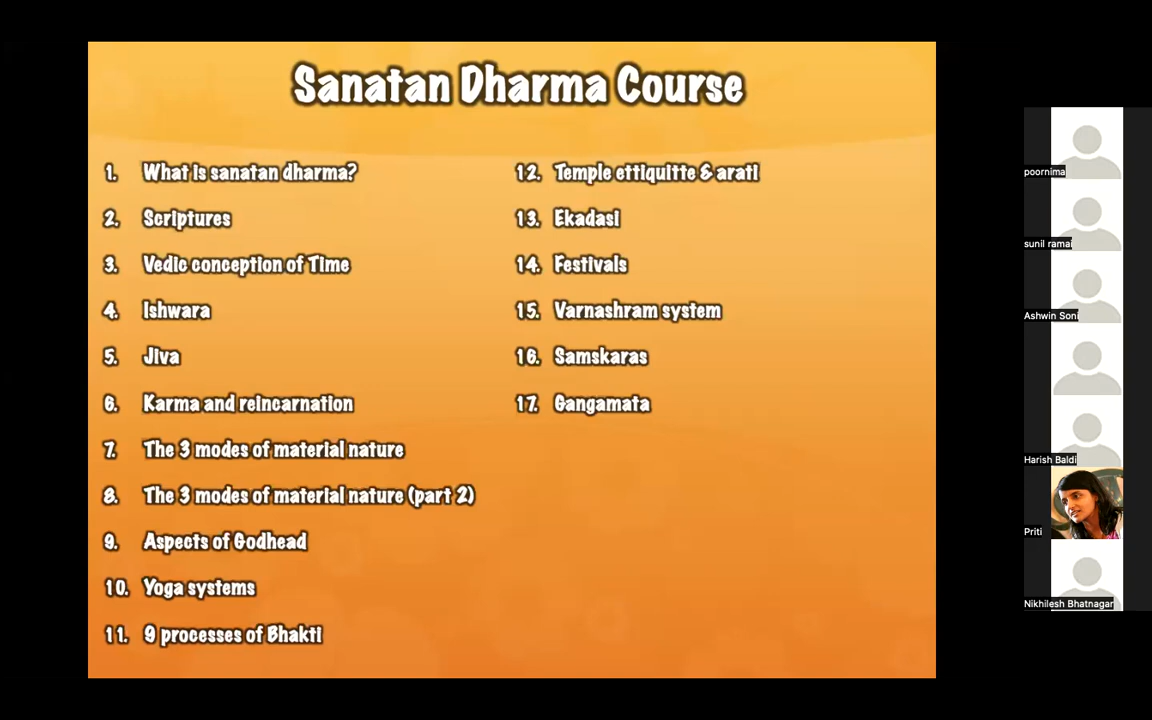 Sanatan Dharma Course
1. What is sanatan dharma?
2. Scriptures
3. Vedic conception of Time
4. Ishwara
5. Jiva
6. Karma and reincarnation
7. The 3 modes of material nature
8. The 3 modes of material nature (part 2)
9. Aspects of Godhead
10. Yoga systems
11. 9 processes of Bhakti
12. Temple ettiquitte & arati
13. Ekadasi
14. Festivals
15. Varnashram system
16. Samskaras
17. Gangamata
poornima
sunil ramai
Ashwin Soni
Harish Baldi
Priti
Nikhilesh Bhatnagar